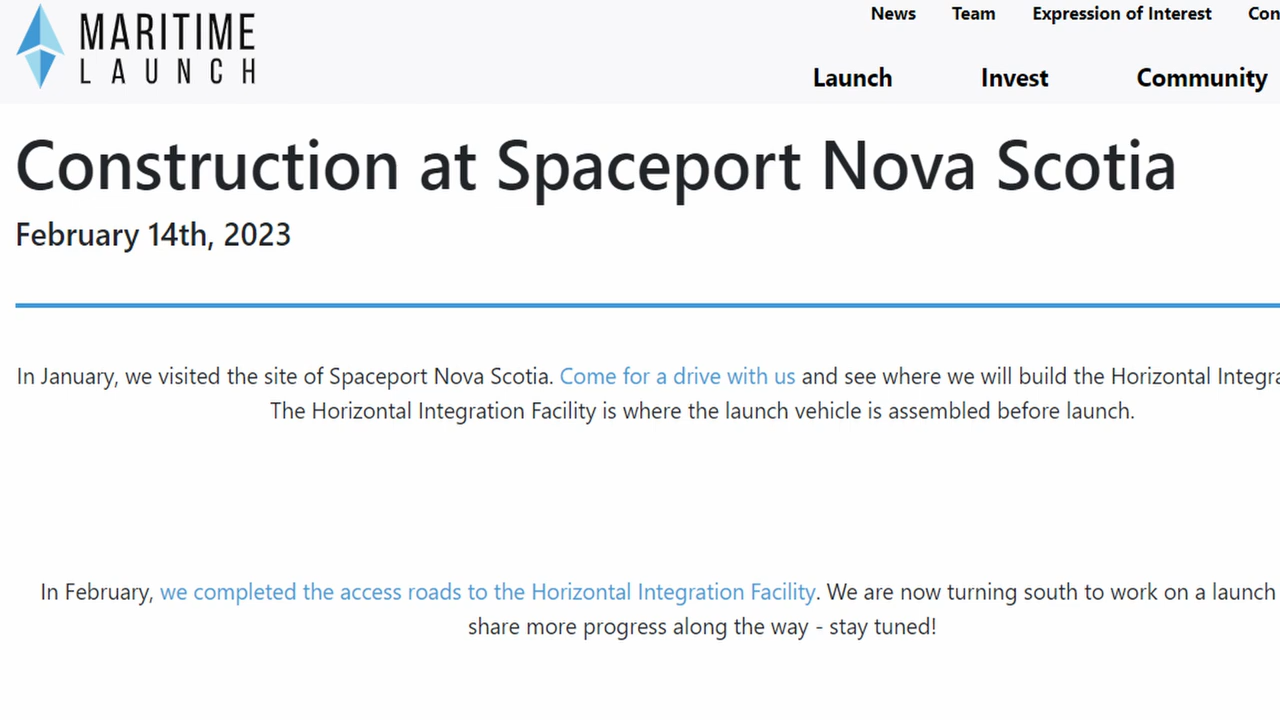 MARITIME
LAUNCH
News Team Expression of Interest
Launch Invest Community
Construction at Spaceport Nova Scotia
February 14th, 2023
In January, we visited the site of Spaceport Nova Scotia. Come for a drive with us and see where we will build the Horizontal
The Horizontal Integration Facility is where the launch vehicle is assembled before launch.
In February, we completed the access roads to the Horizontal Integration Facility. We are now turning south to work on a launch
share more progress along the way - stay tuned!